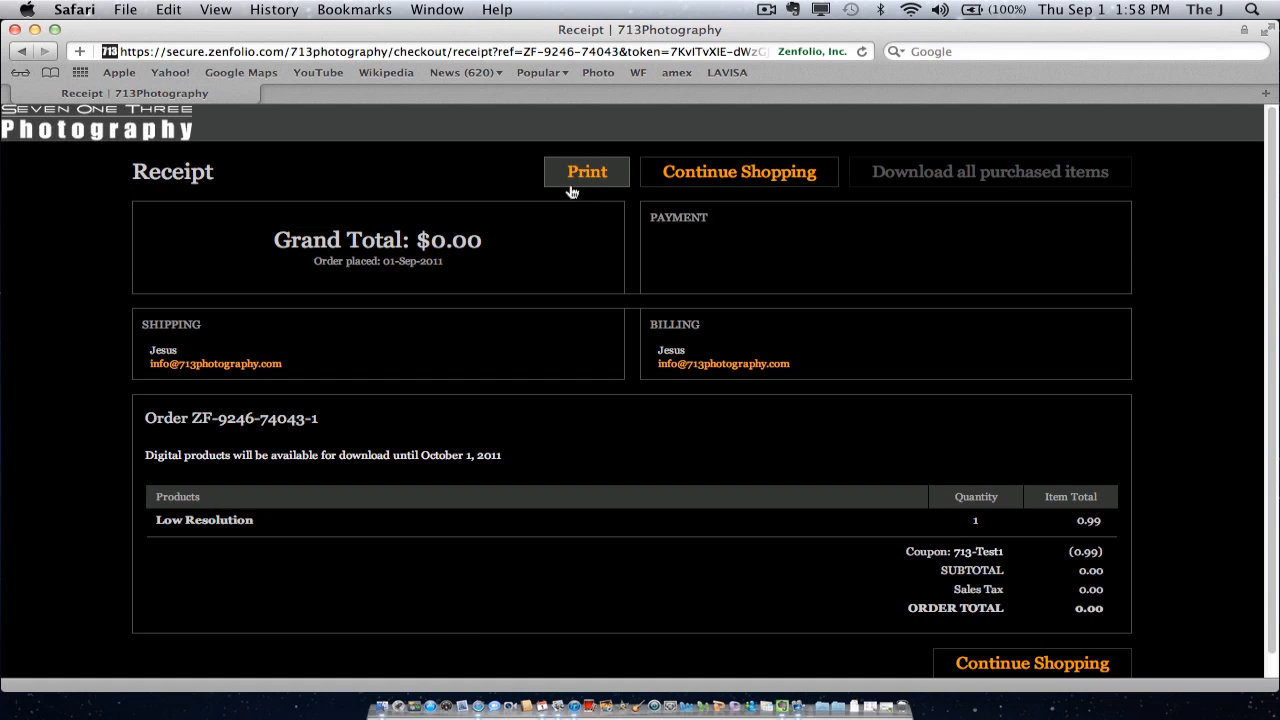 Safari File Edit View History Bookmarks Window Help (100%) Thu Sep 1 1:58 PM The J
Receipt | 713Photography
713 https://secure.zenfolio.com/713photography/checkout/receipt?ref=ZF-9246-74043&token=7KvITvXIE-dWzG Zenfolio, Inc. Google
Apple Yahoo! Google Maps YouTube Wikipedia News (620) Popular Photo WF amex LAVISA
Receipt | 713Photography
SEVEN ONE THREE
Photography
Receipt Print Continue Shopping Download all purchased items
Grand Total: $0.00
Order placed: 01-Sep-2011
PAYMENT
SHIPPING
Jesus
info@713photography.com
BILLING
Jesus
info@713photography.com
Order ZF-9246-74043-1
Digital products will be available for download until October 1, 2011
Products Quantity Item Total
Low Resolution 1 0.99
Coupon: 713-Test1 (0.99)
SUBTOTAL 0.00
Sales Tax 0.00
ORDER TOTAL 0.00
Continue Shopping